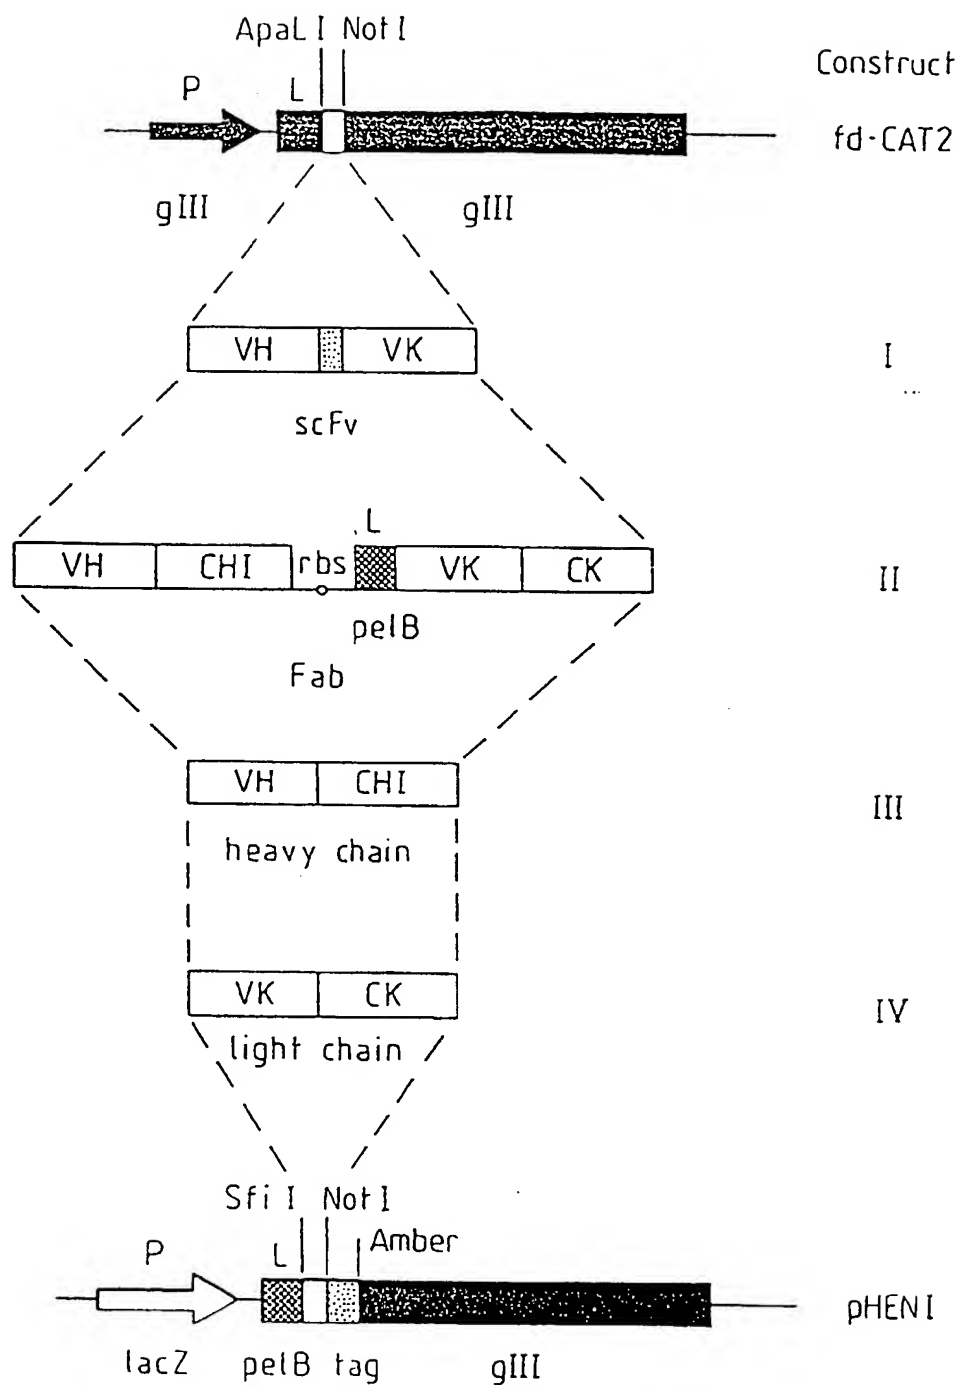 ApaL I Not I
Construct
P L
fd-CAT2
gIII gIII
VH VK
I
scFv
L
VH CHI rbs VK CK
II
pelB
Fab
VH CHI
III
heavy chain
VK CK
IV
light chain
Sfi I Not I
P L Amber
pHEN I
lacZ pelB tag gIII